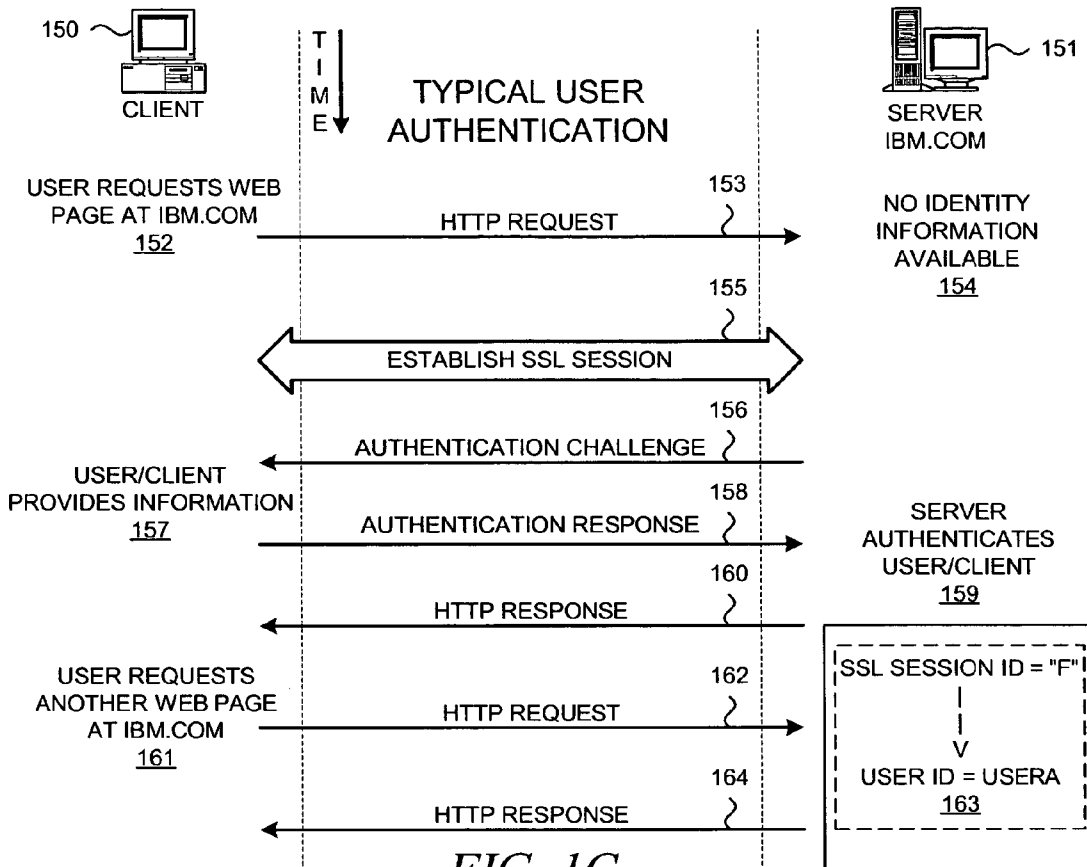 150
CLIENT
TIME
TYPICAL USER
AUTHENTICATION
151
SERVER
IBM.COM
USER REQUESTS WEB
PAGE AT IBM.COM
152
153
HTTP REQUEST
NO IDENTITY
INFORMATION
AVAILABLE
154
155
ESTABLISH SSL SESSION
156
AUTHENTICATION CHALLENGE
USER/CLIENT
PROVIDES INFORMATION
157
158
AUTHENTICATION RESPONSE
SERVER
AUTHENTICATES
USER/CLIENT
159
160
HTTP RESPONSE
USER REQUESTS
ANOTHER WEB PAGE
AT IBM.COM
161
162
HTTP REQUEST
SSL SESSION ID = "F"
V
USER ID = USERA
163
164
HTTP RESPONSE
FIG. 1C